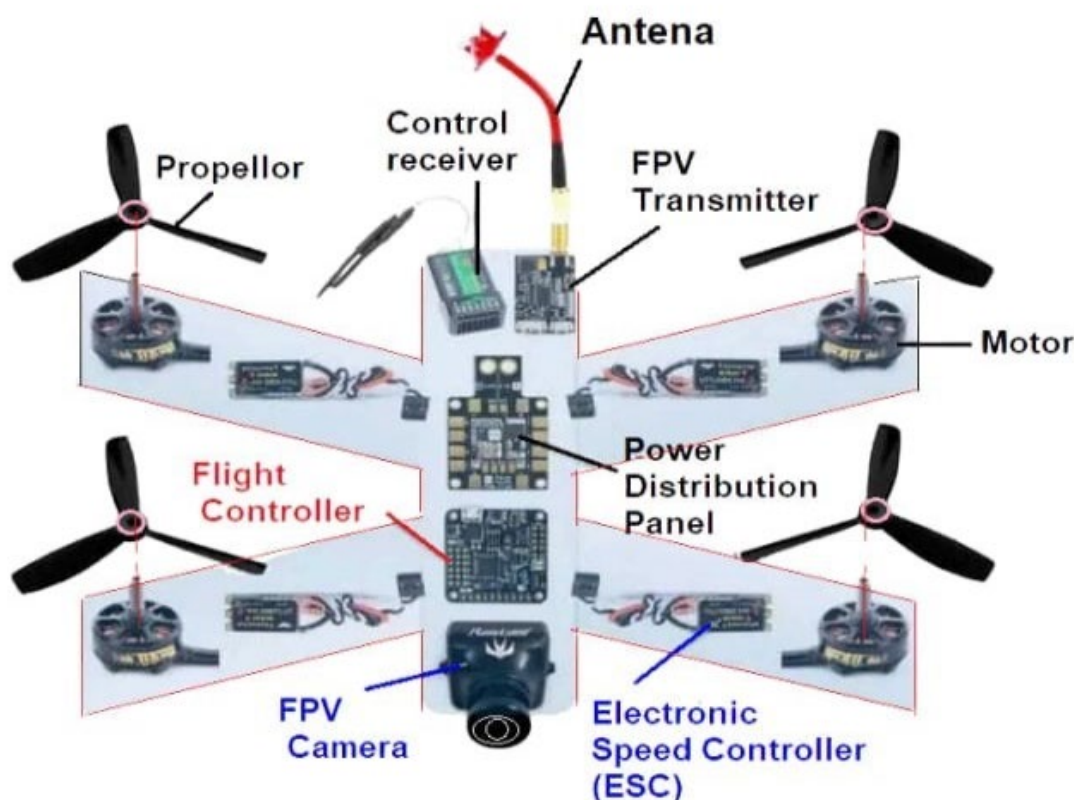 Antena
Control
receiver
FPV
Transmitter
Propellor
Motor
Power
Distribution
Panel
Flight
Controller
FPV
Camera
Electronic
Speed Controller
(ESC)